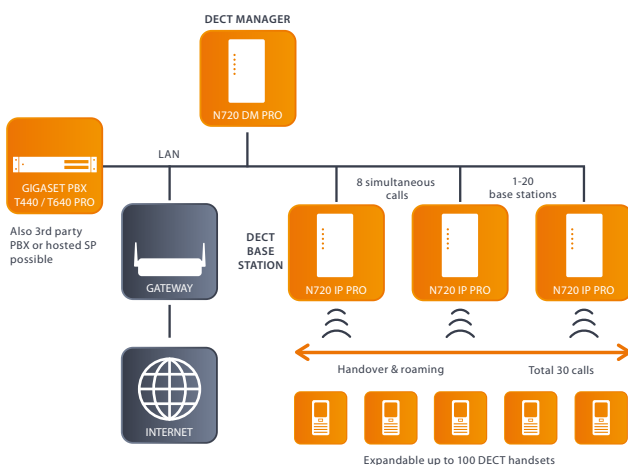 DECT MANAGER
N720 DM PRO
LAN
GIGASET PBX
T440 / T640 PRO
Also 3rd party
PBX or hosted SP
possible
GATEWAY
INTERNET
8 simultaneous
calls
1-20
base stations
DECT
BASE
STATION
N720 IP PRO
N720 IP PRO
N720 IP PRO
Handover & roaming
Total 30 calls
Expandable up to 100 DECT handsets